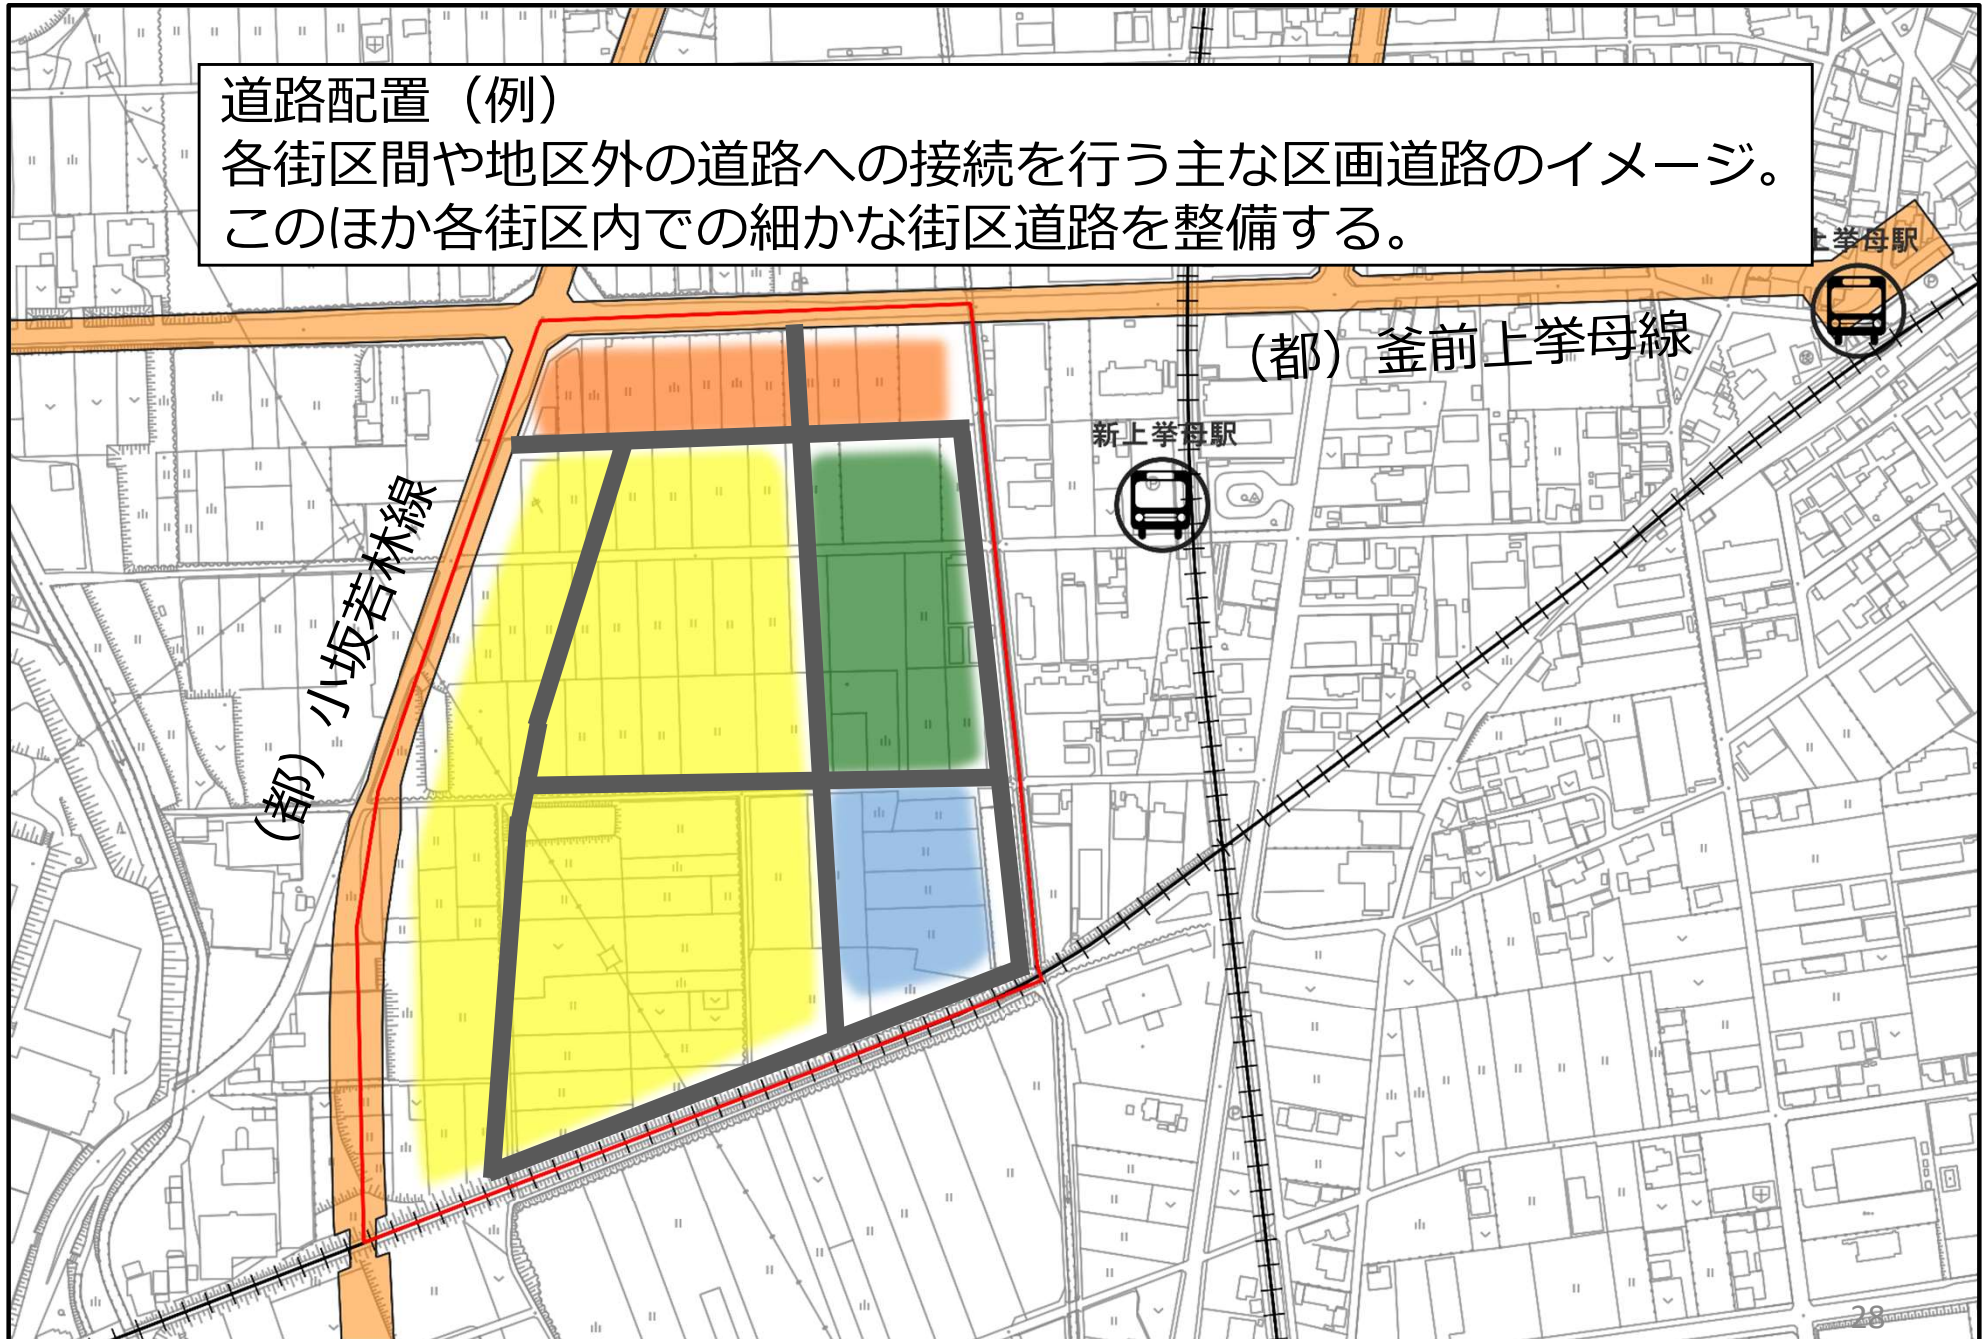 道路配置（例）
各街区間や地区外の道路への接続を行う主な区画道路のイメージ。
このほか各街区内での細かな街区道路を整備する。
上挙母駅
（都）釜前上挙母線
新上挙母駅
（都）小坂若林線
28